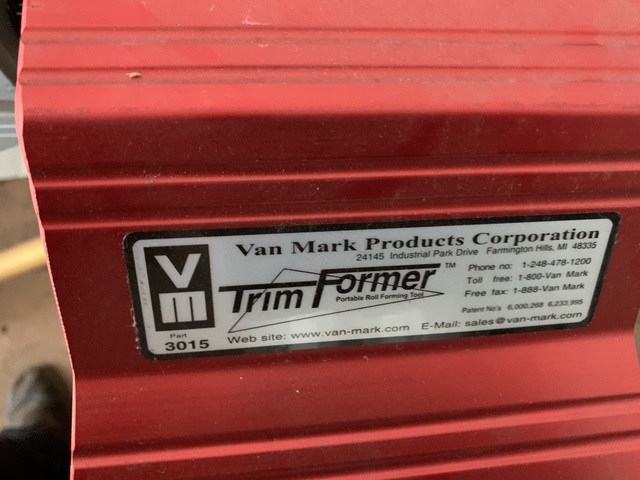 Van Mark Products Corporation
24145 Industrial Park Drive Farmington Hills, MI 48335
VM
Trim Former™
Portable Roll Forming Tool
Phone no: 1-248-478-1200
Toll free: 1-800-Van Mark
Free fax: 1-888-Van Mark
Patent No's 6,000,268 6,233,995
Part
3015
Web site: www.van-mark.com E-Mail: sales@van-mark.com